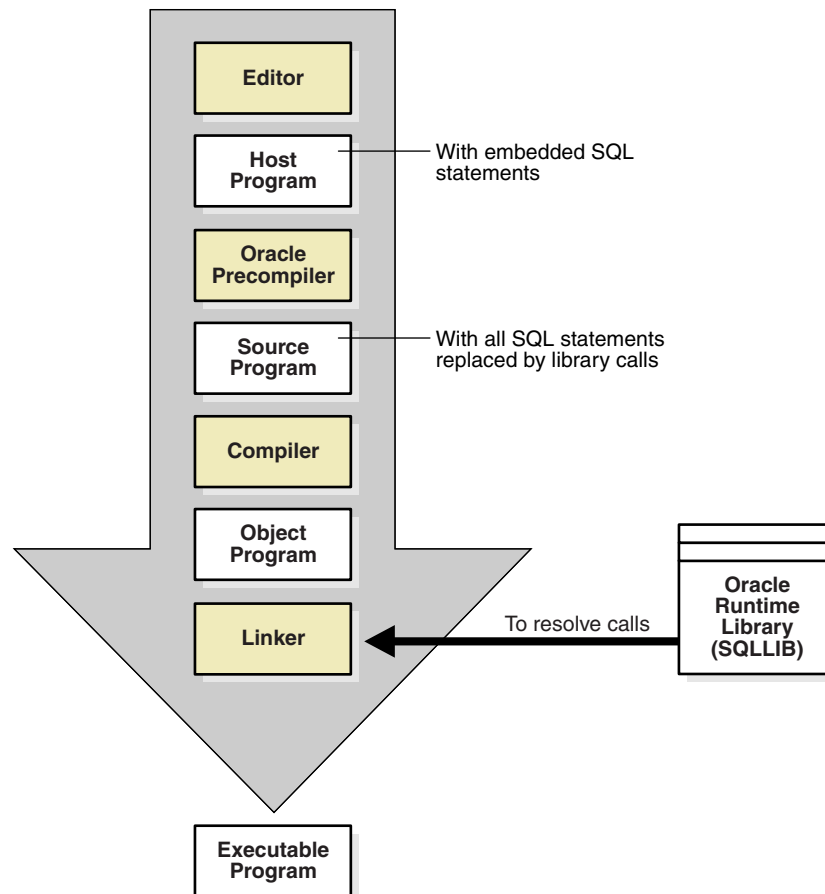 Editor
Host
Program
With embedded SQL
statements
Oracle
Precompiler
Source
Program
With all SQL statements
replaced by library calls
Compiler
Object
Program
Linker
To resolve calls
Oracle
Runtime
Library
(SQLLIB)
Executable
Program